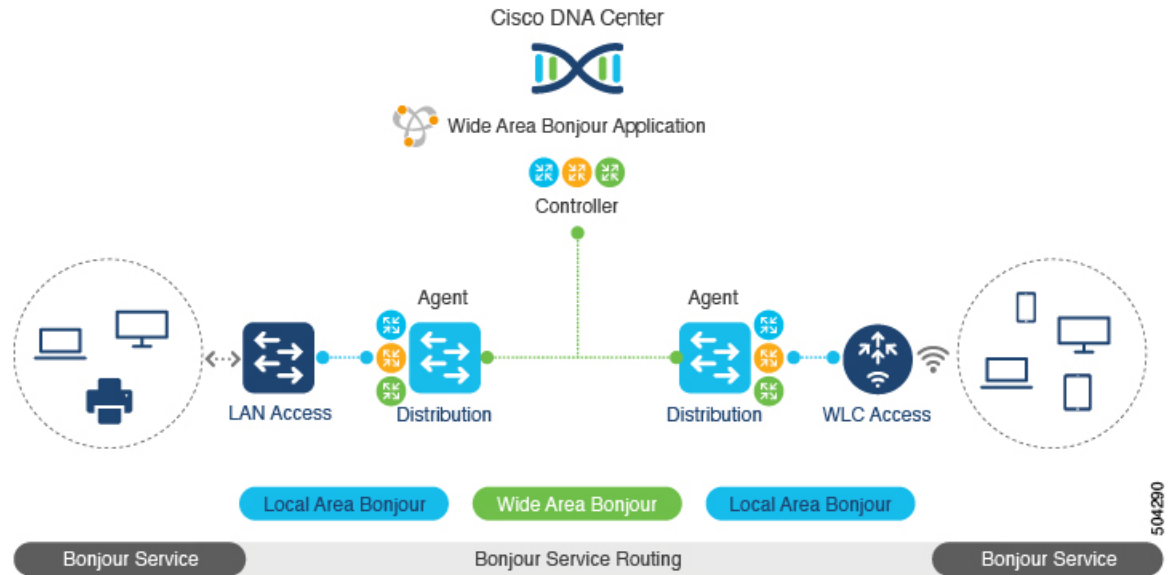 Cisco DNA Center
Wide Area Bonjour Application
Controller
Agent
Agent
LAN Access
Distribution
Distribution
WLC Access
Local Area Bonjour
Wide Area Bonjour
Local Area Bonjour
504290
Bonjour Service
Bonjour Service Routing
Bonjour Service